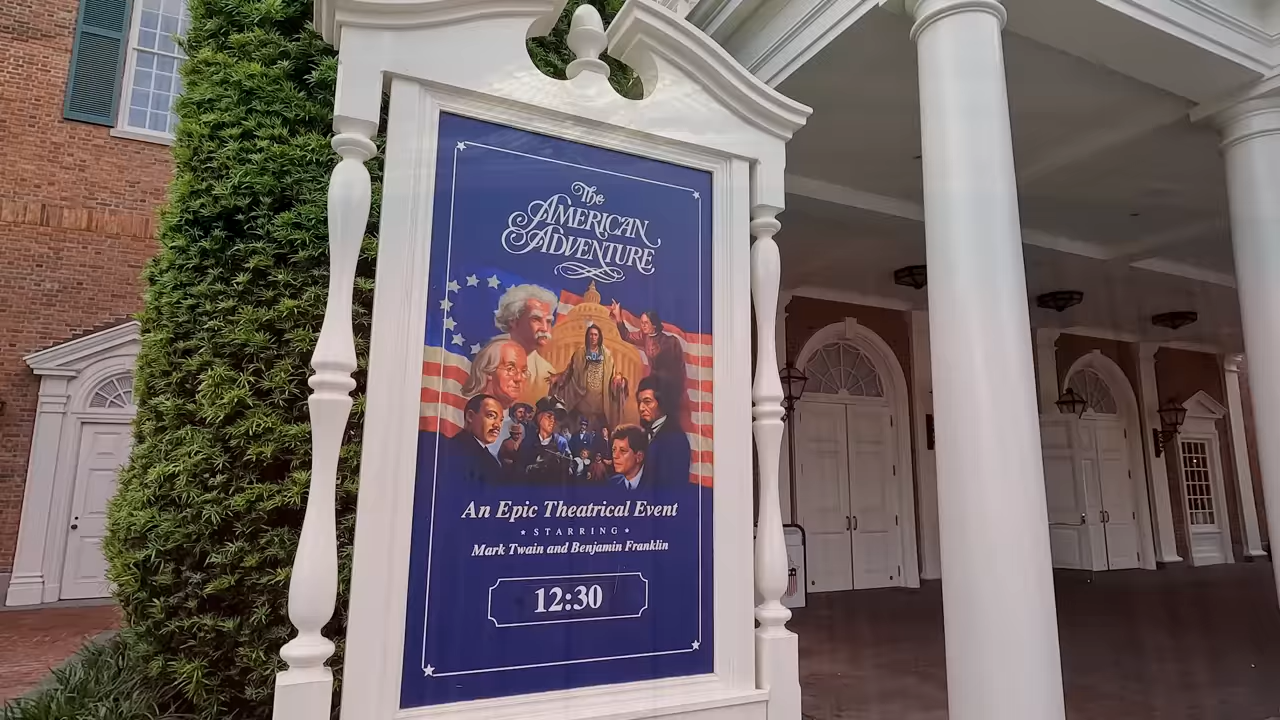 The
AMERICAN
ADVENTURE
An Epic Theatrical Event
STARRING
Mark Twain and Benjamin Franklin
12:30